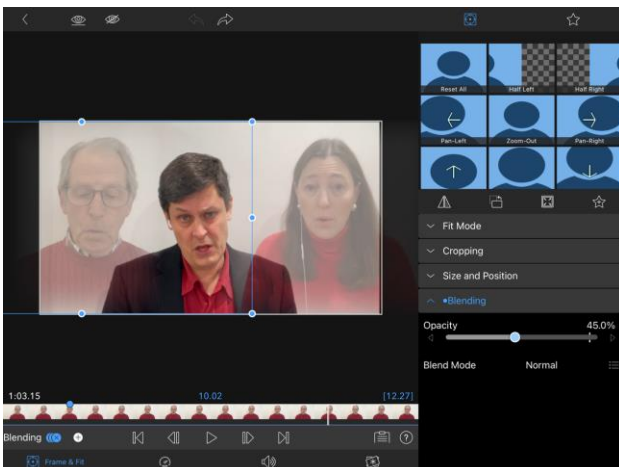 Reset All
Half Left
Half Right
Pan-Left
Zoom-Out
Pan-Right
Fit Mode
Cropping
Size and Position
•Blending
Opacity 45.0%
Blend Mode Normal
1:03.15 10.02 [12.27]
Blending
Frame & Fit